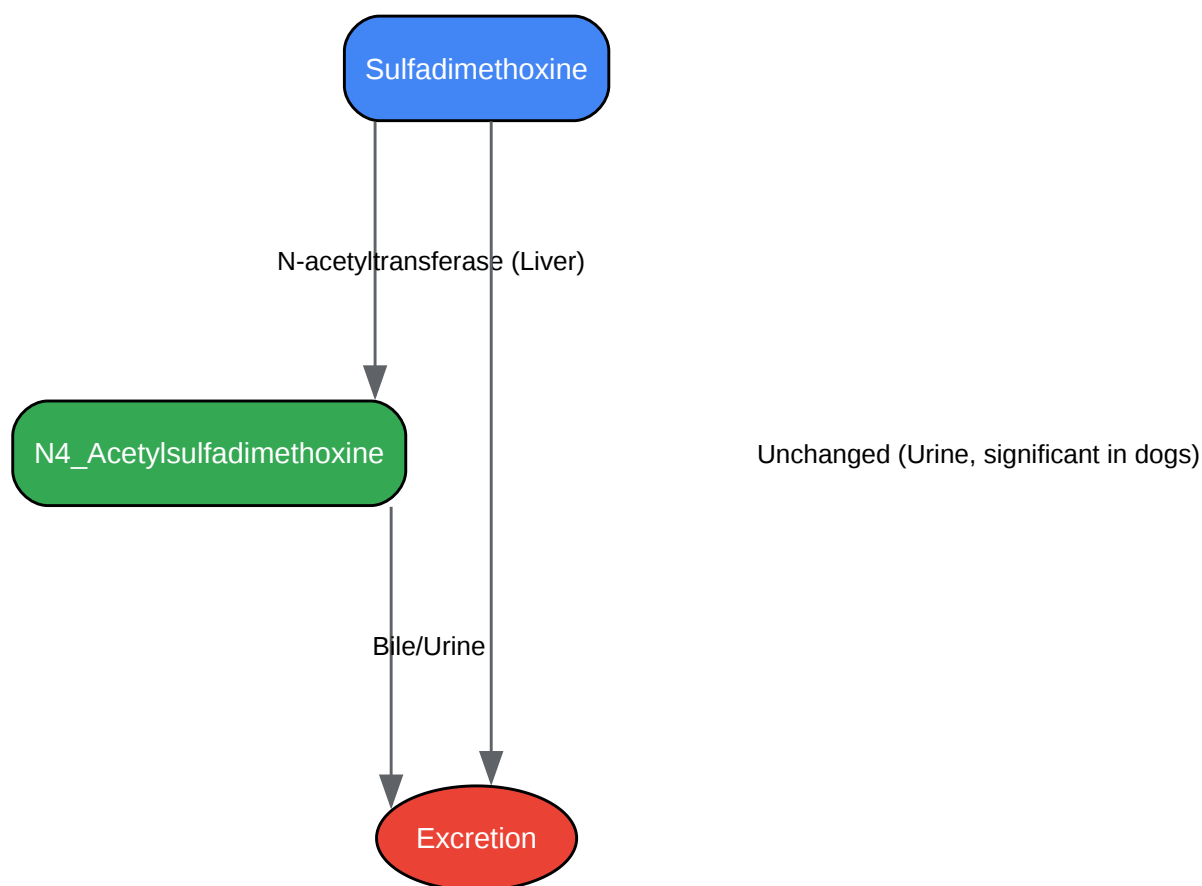 Sulfadimethoxine
N-acetyltransferase (Liver)
N4_Acetylsulfadimethoxine
Unchanged (Urine, significant in dogs)
Bile/Urine
Excretion